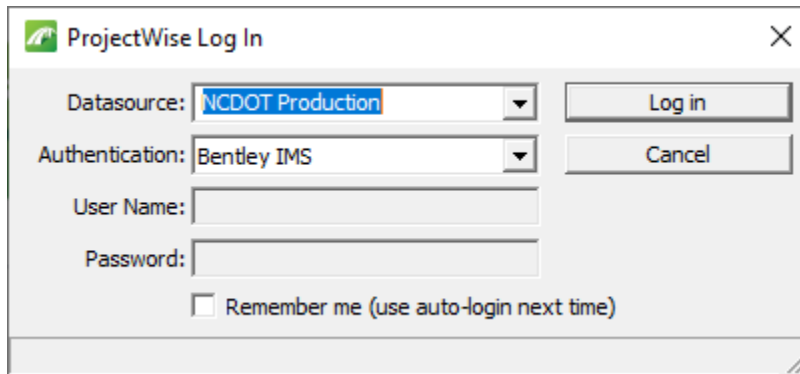 ProjectWise Log In
Datasource: NCDOT Production Log in
Authentication: Bentley IMS Cancel
User Name:
Password:
Remember me (use auto-login next time)